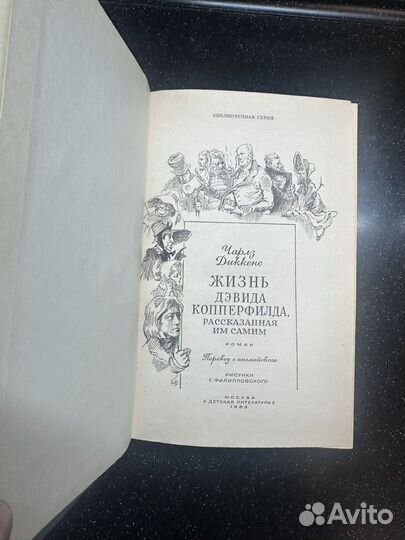 БИБЛИОТЕЧНАЯ СЕРИЯ
Чарлз
Диккенс
ЖИЗНЬ
ДЭВИДА
КОППЕРФИЛДА,
РАССКАЗАННАЯ
ИМ САМИМ
РОМАН
Перевод с английского
РИСУНКИ
Г. ФИЛИППОВСКОГО
МОСКВА
«ДЕТСКАЯ ЛИТЕРАТУРА»
1983
Avito